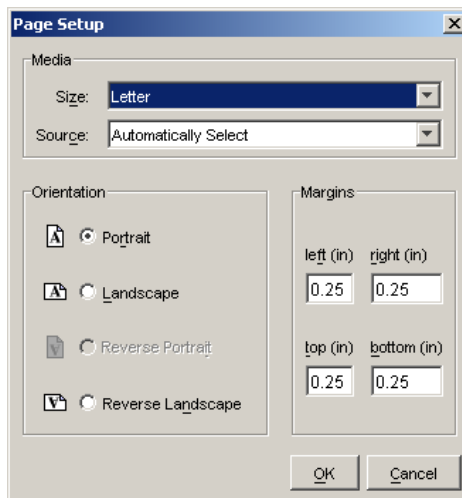 Page Setup
Media
Size: Letter
Source: Automatically Select
Orientation
A Portrait
A Landscape
A Reverse Portrait
A Reverse Landscape
Margins
left (in) right (in)
0.25 0.25
top (in) bottom (in)
0.25 0.25
OK Cancel